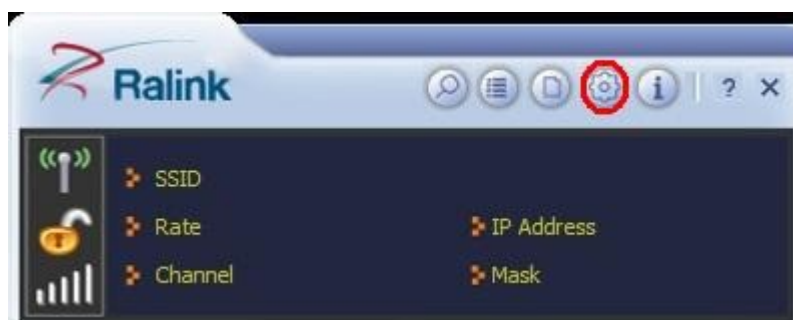 Ralink
i ? ×
SSID
Rate
IP Address
Channel
Mask